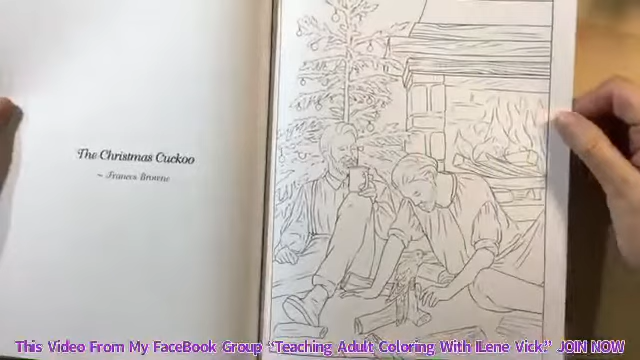 The Christmas Cuckoo
~ Frances Browne
This Video From My FaceBook Group “Teaching Adult Coloring With ILene Vick” JOIN NOW